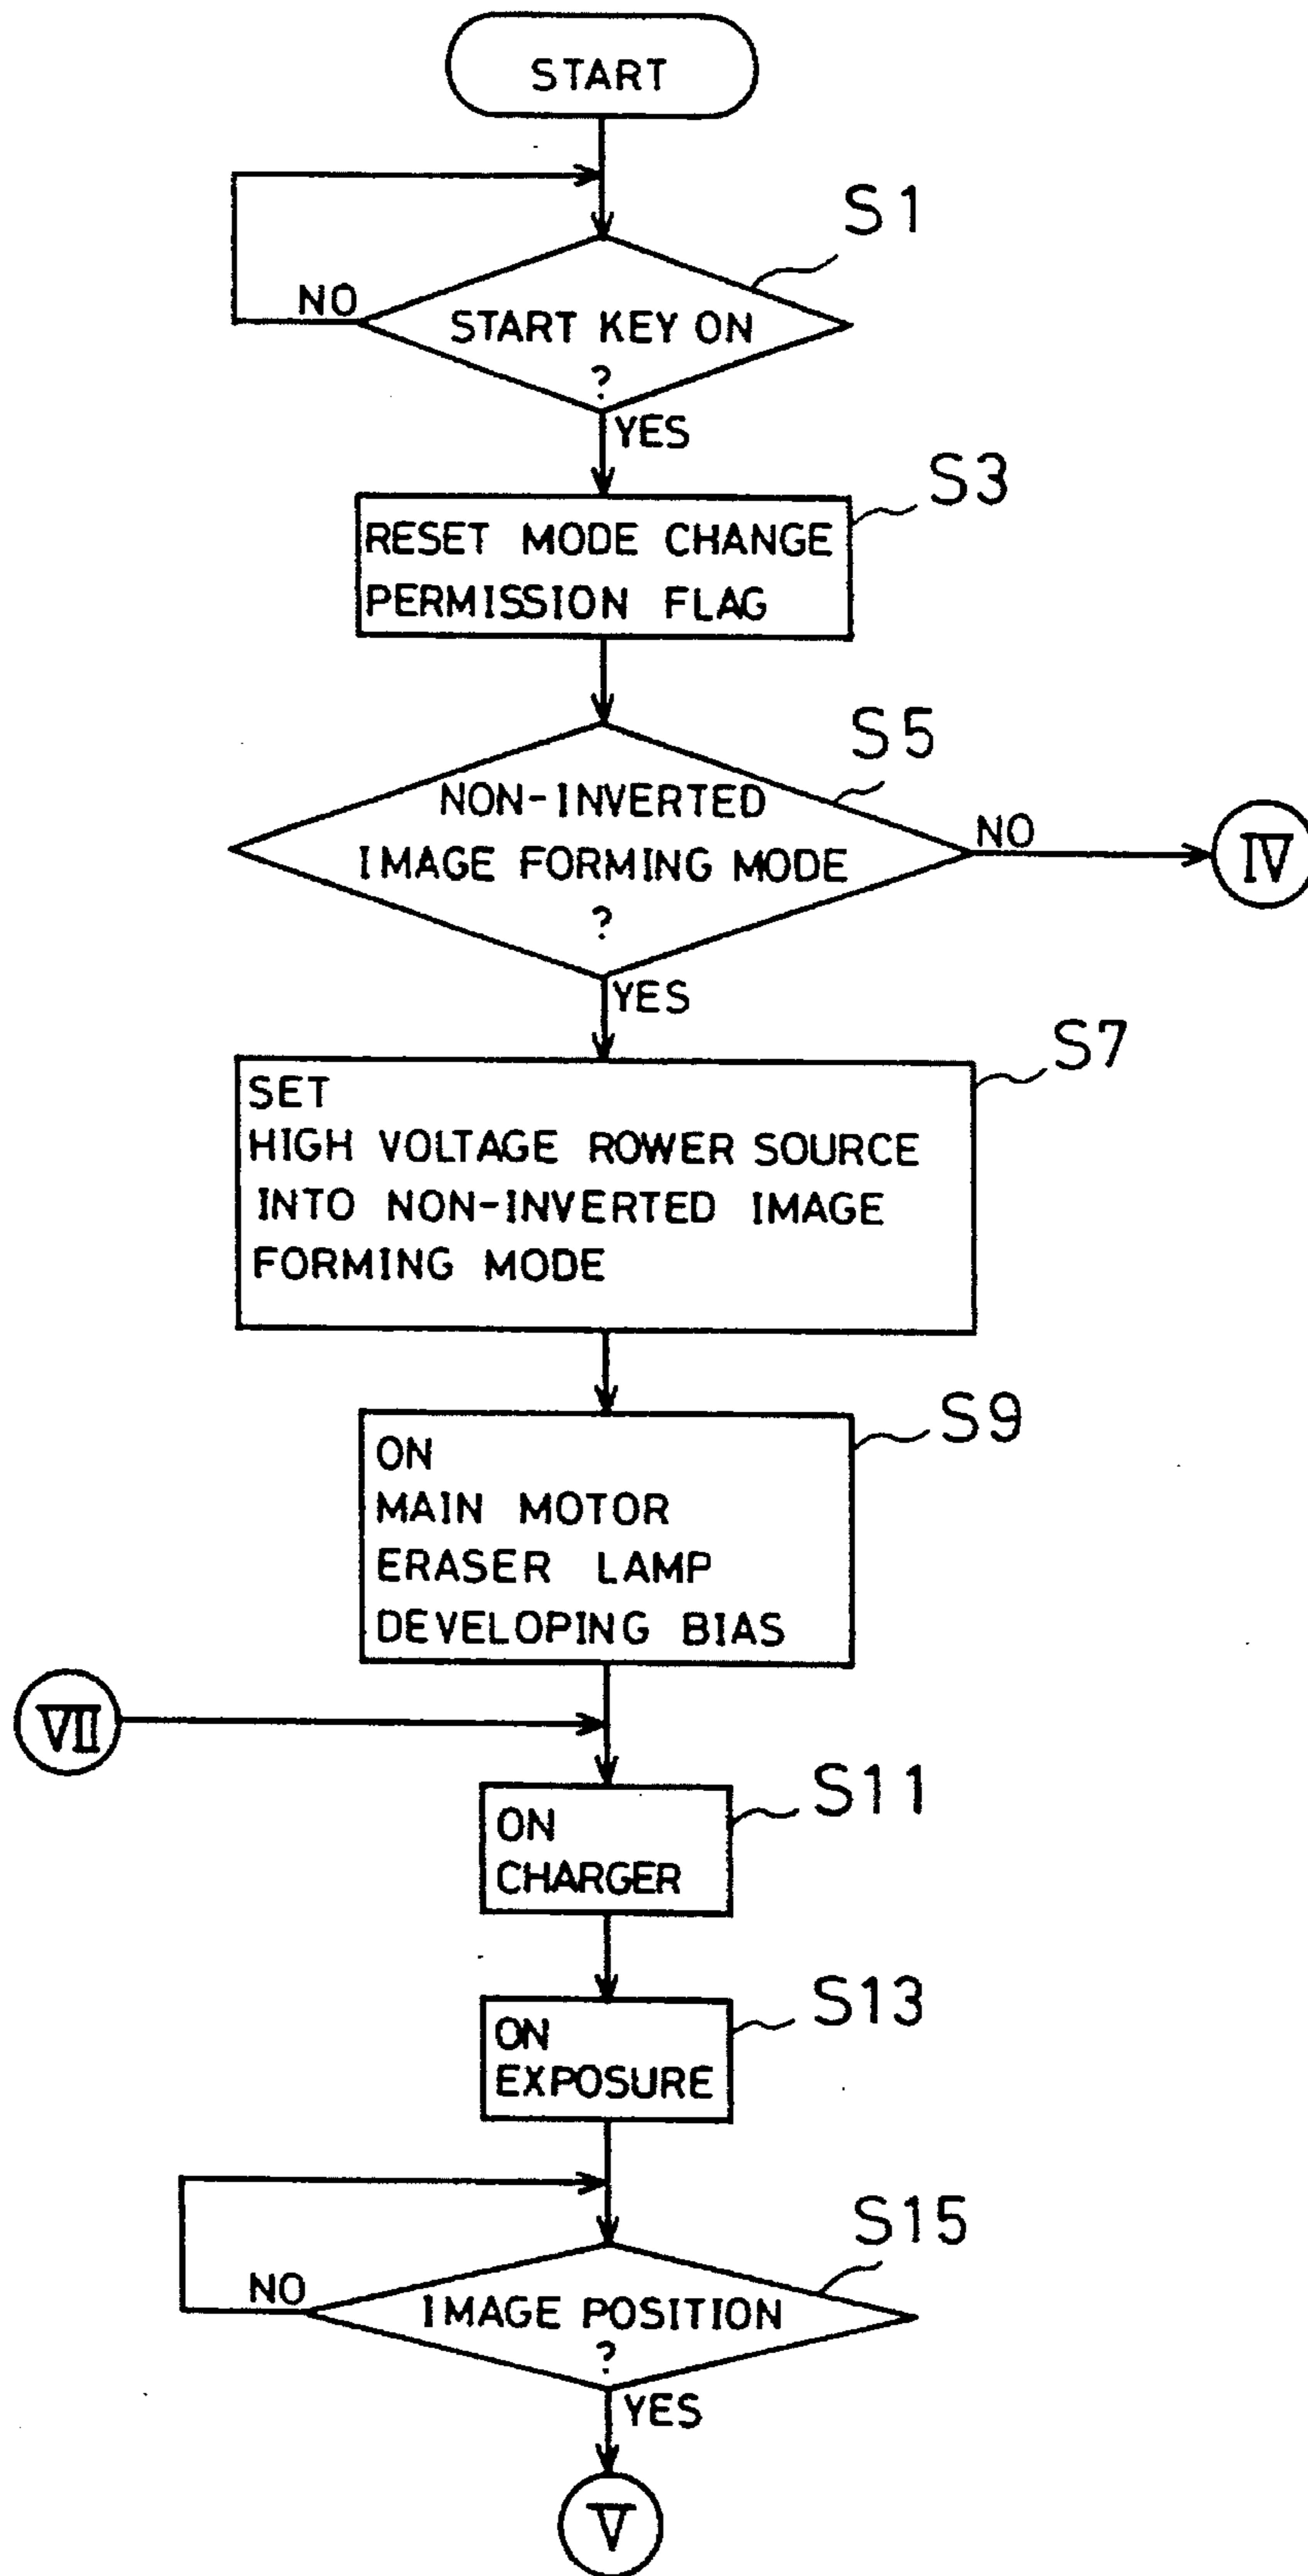 START
S1
NO
START KEY ON
?
YES
S3
RESET MODE CHANGE
PERMISSION FLAG
S5
NON-INVERTED
IMAGE FORMING MODE
?
NO
IV
YES
S7
SET
HIGH VOLTAGE ROWER SOURCE
INTO NON-INVERTED IMAGE
FORMING MODE
S9
ON
MAIN MOTOR
ERASER LAMP
DEVELOPING BIAS
VII
S11
ON
CHARGER
S13
ON
EXPOSURE
S15
NO
IMAGE POSITION
?
YES
V